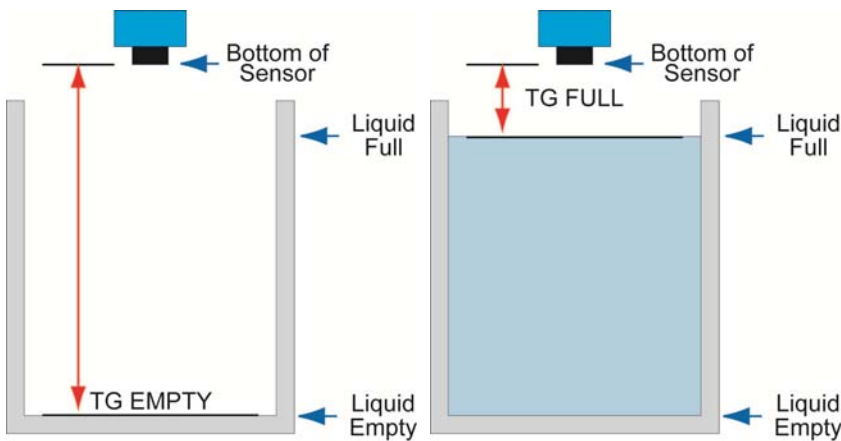 Bottom of
Sensor
Liquid
Full
TG EMPTY
Liquid
Empty
Bottom of
Sensor
TG FULL
Liquid
Full
Liquid
Empty